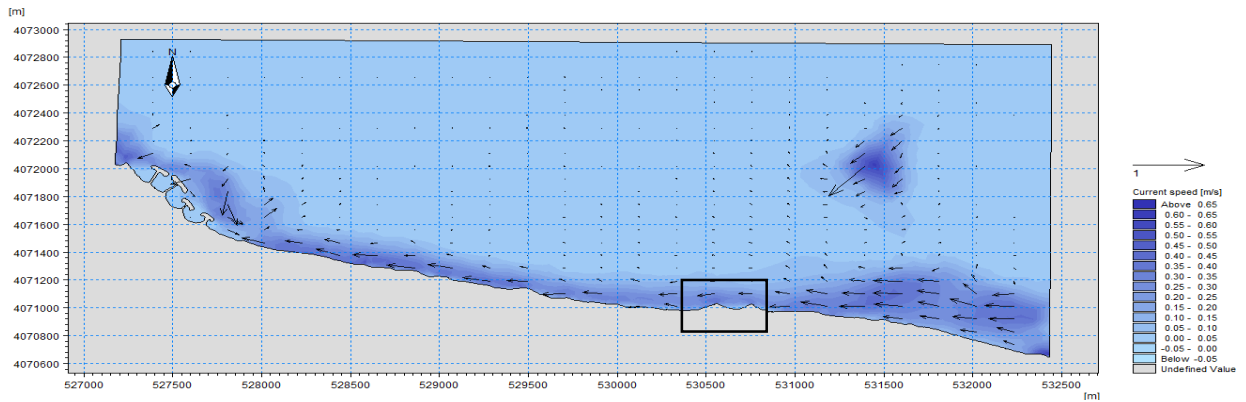 [m]
4073000
4072800
4072600
4072400
4072200
4072000
4071800
4071600
4071400
4071200
4071000
4070800
4070600
N
527000 527500 528000 528500 529000 529500 530000 530500 531000 531500 532000 532500
[m]
1
Current speed [m/s]
Above 0.65
0.60 - 0.65
0.55 - 0.60
0.50 - 0.55
0.45 - 0.50
0.40 - 0.45
0.35 - 0.40
0.30 - 0.35
0.25 - 0.30
0.20 - 0.25
0.15 - 0.20
0.10 - 0.15
0.05 - 0.10
0.00 - 0.05
-0.05 - 0.00
Below -0.05
Undefined Value